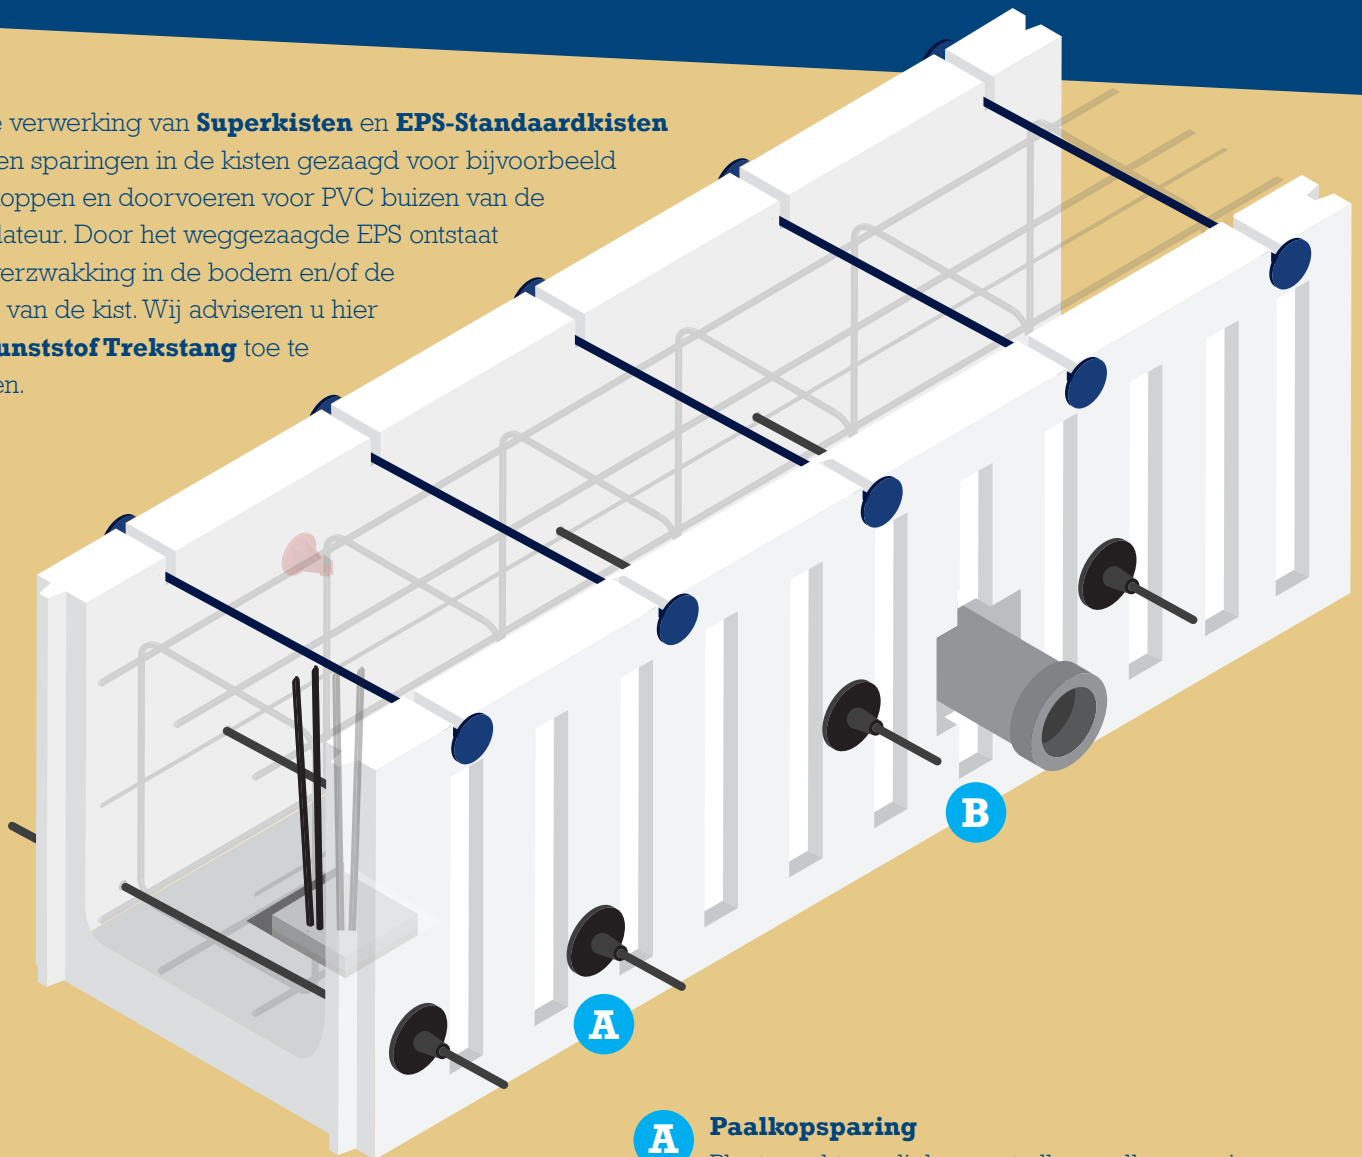 verwerking van Superkisten en EPS-Standaardkisten
en sparingen in de kisten gezaagd voor bijvoorbeeld
oppen en doorvoeren voor PVC buizen van de
lateur. Door het weggezaagde EPS ontstaat
verzwakking in de bodem en/of de
van de kist. Wij adviseren u hier
unststof Trekstang toe te
en.
B
A
A Paalkopsparing